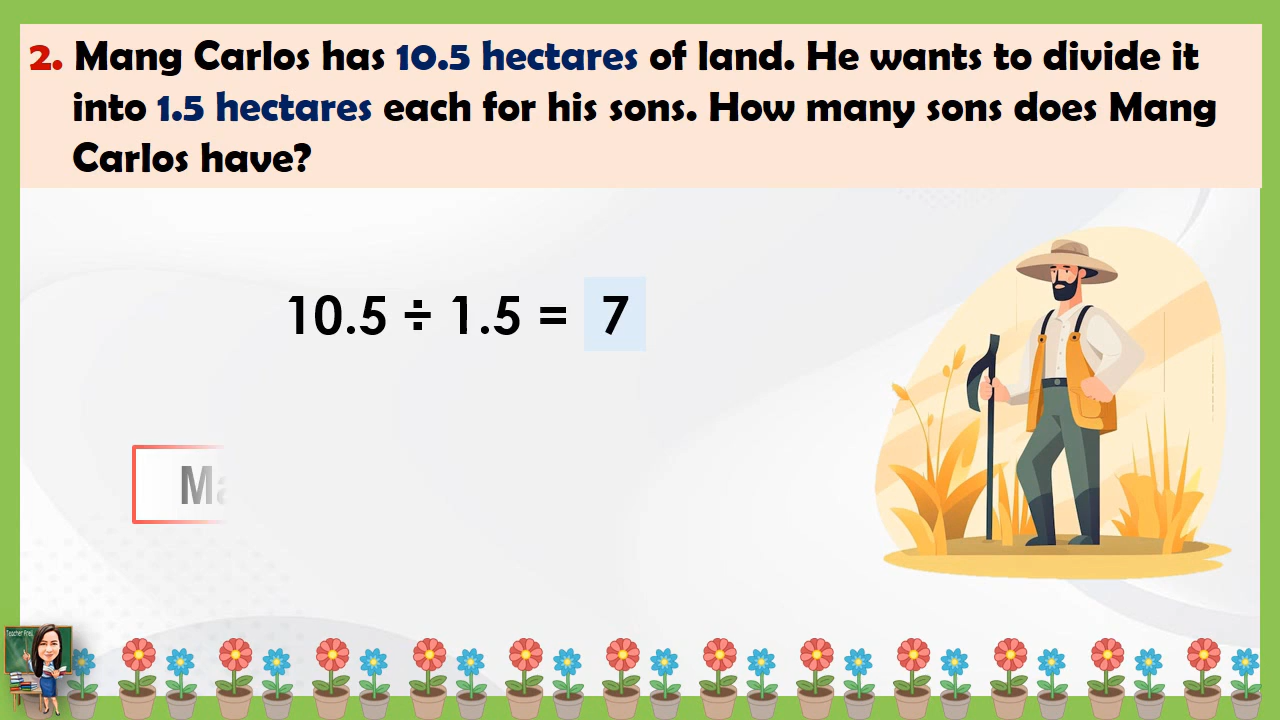 2. Mang Carlos has 10.5 hectares of land. He wants to divide it
into 1.5 hectares each for his sons. How many sons does Mang
Carlos have?
10.5 ÷ 1.5 = 7
Ma